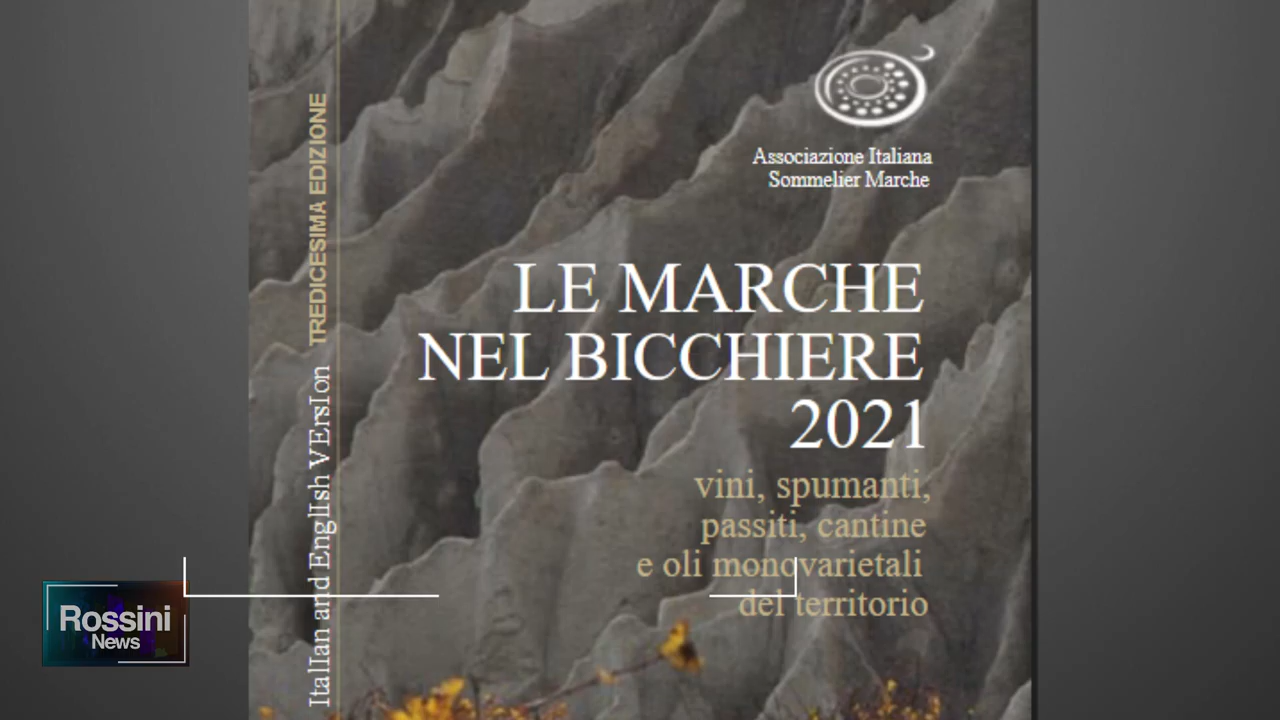 Associazione Italiana
Sommelier Marche
LE MARCHE
NEL BICCHIERE
2021
vini, spumanti,
passiti, cantine
e oli monovarietali
del territorio
ItalIan and EnglIsh VErsIon TREDICESIMA EDIZIONE
Rossini
News